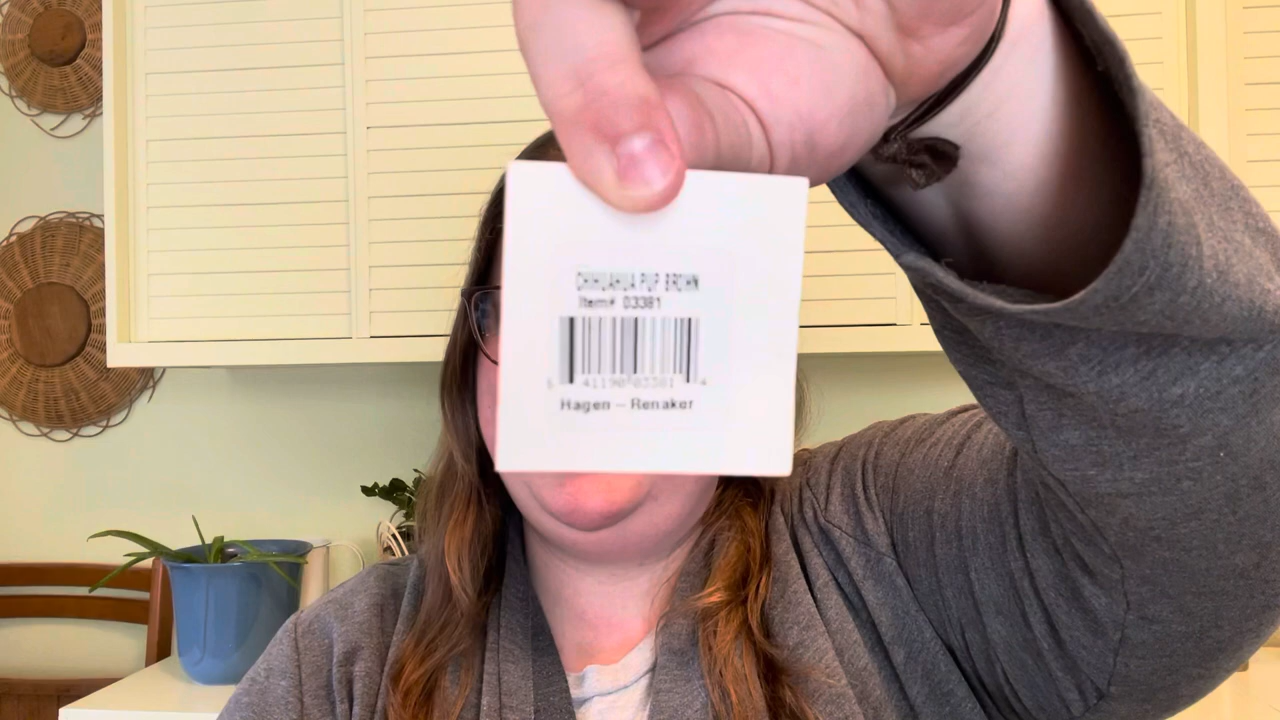 CHIHUAHUA PUP BROWN
Item# 03381
5 41190 03381 4
Hagen – Renaker